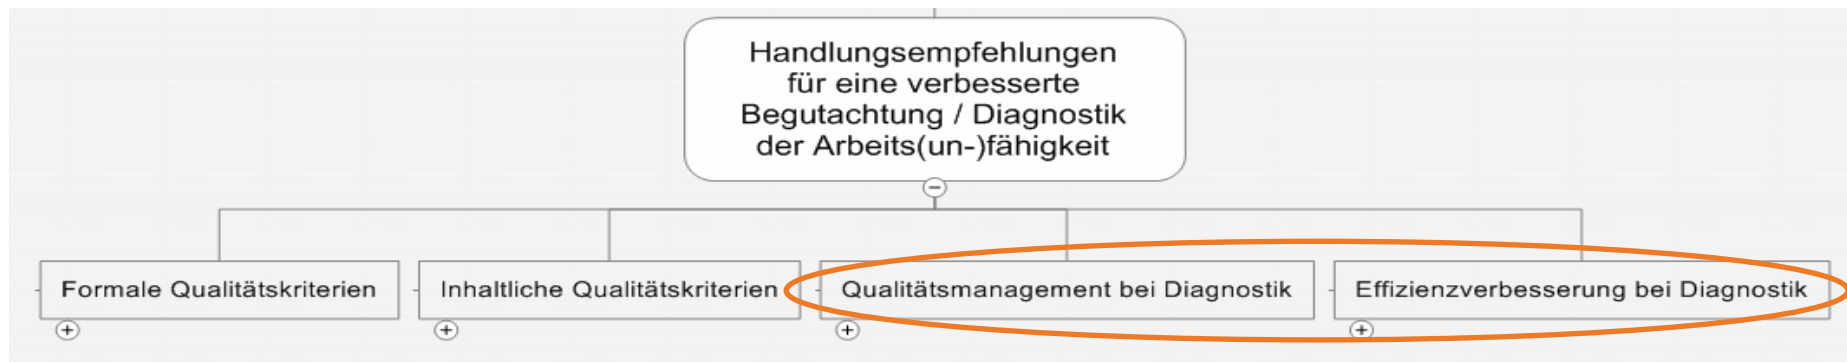 Handlungsempfehlungen
für eine verbesserte
Begutachtung / Diagnostik
der Arbeits(un-)fähigkeit
Formale Qualitätskriterien
Inhaltliche Qualitätskriterien
Qualitätsmanagement bei Diagnostik
Effizienzverbesserung bei Diagnostik